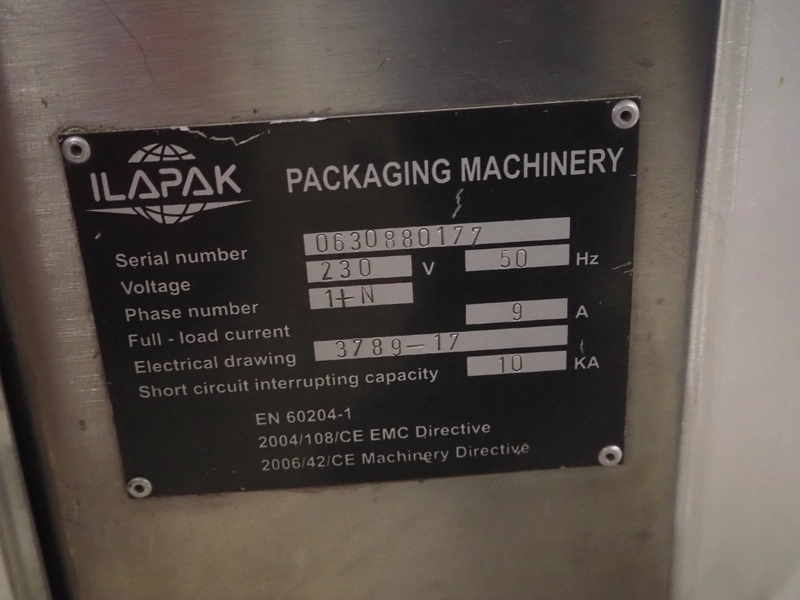 ILAPAK
PACKAGING MACHINERY
Serial number 0630880177
Voltage 230 V 50 Hz
Phase number 1+N
Full - load current 9 A
Electrical drawing 3789-17
Short circuit interrupting capacity 10 KA
EN 60204-1
2004/108/CE EMC Directive
2006/42/CE Machinery Directive